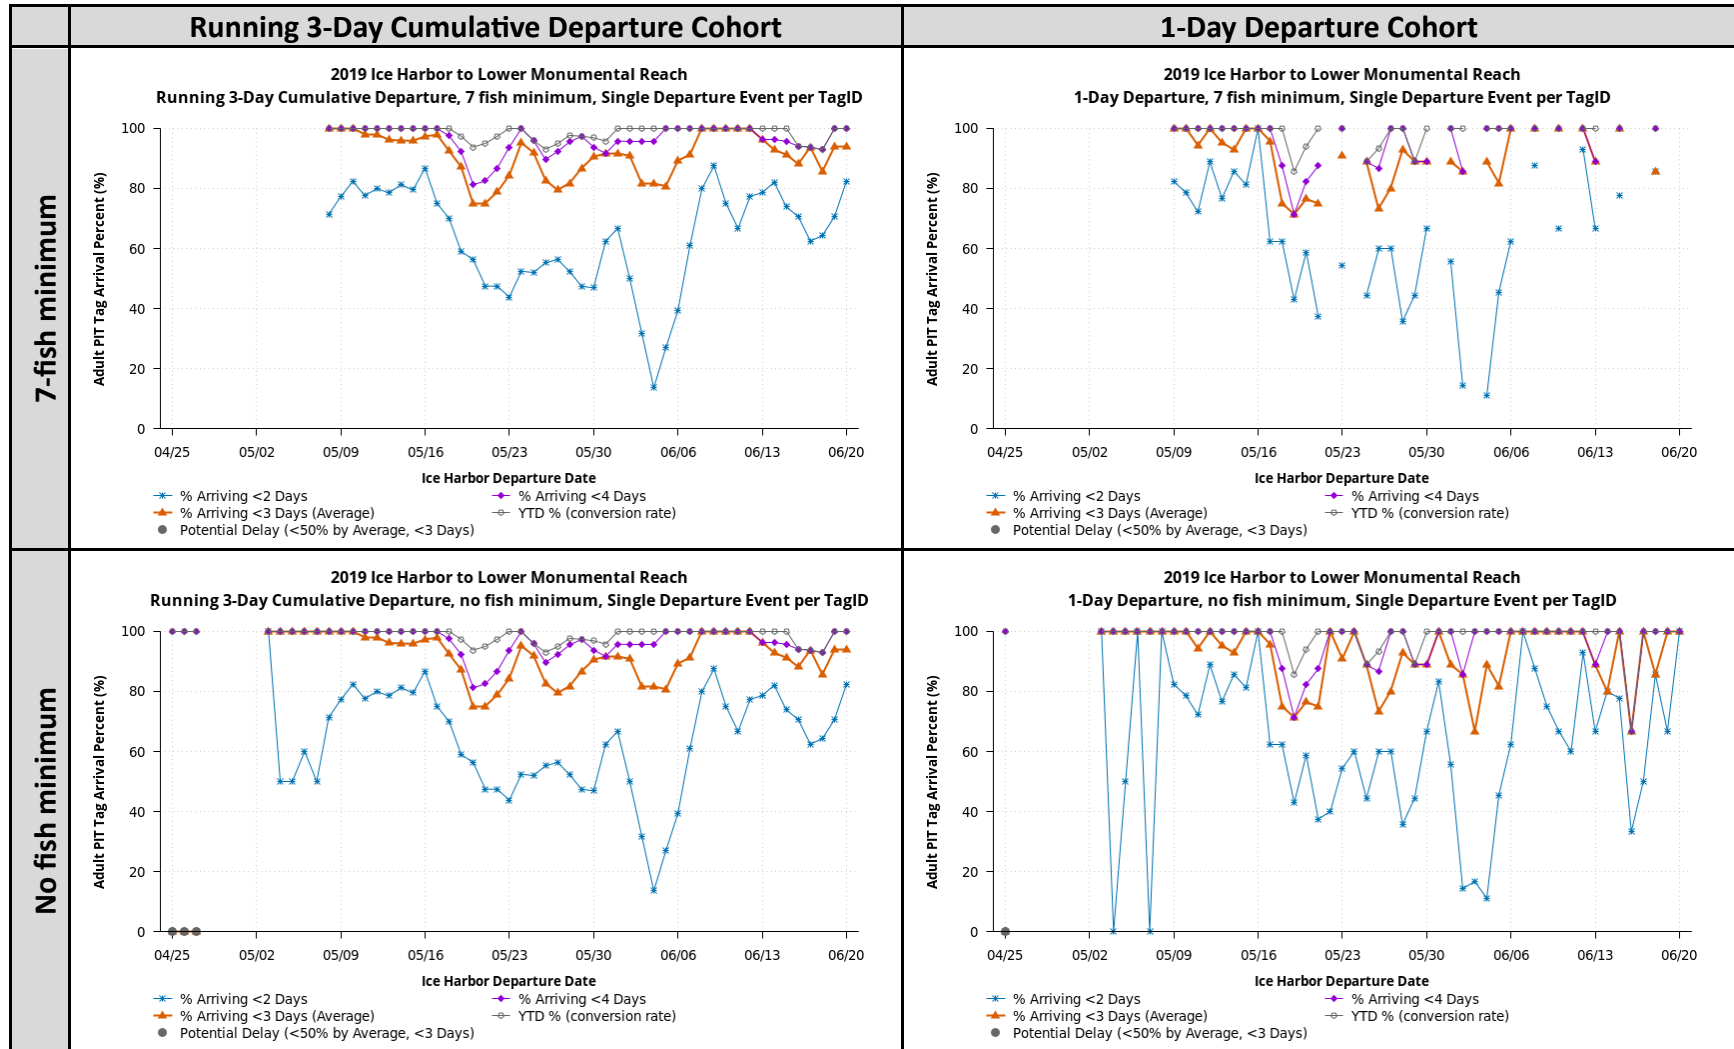 Running 3-Day Cumulative Departure Cohort
1-Day Departure Cohort
7-fish minimum
2019 Ice Harbor to Lower Monumental Reach
Running 3-Day Cumulative Departure, 7 fish minimum, Single Departure Event per TagID
Adult PIT Tag Arrival Percent (%)
100
80
60
40
20
0
04/25 05/02 05/09 05/16 05/23 05/30 06/06 06/13 06/20
Ice Harbor Departure Date
% Arriving <2 Days
% Arriving <4 Days
% Arriving <3 Days (Average)
YTD % (conversion rate)
Potential Delay (<50% by Average, <3 Days)
2019 Ice Harbor to Lower Monumental Reach
1-Day Departure, 7 fish minimum, Single Departure Event per TagID
Adult PIT Tag Arrival Percent (%)
100
80
60
40
20
0
04/25 05/02 05/09 05/16 05/23 05/30 06/06 06/13 06/20
Ice Harbor Departure Date
% Arriving <2 Days
% Arriving <4 Days
% Arriving <3 Days (Average)
YTD % (conversion rate)
Potential Delay (<50% by Average, <3 Days)
No fish minimum
2019 Ice Harbor to Lower Monumental Reach
Running 3-Day Cumulative Departure, no fish minimum, Single Departure Event per TagID
Adult PIT Tag Arrival Percent (%)
100
80
60
40
20
0
04/25 05/02 05/09 05/16 05/23 05/30 06/06 06/13 06/20
Ice Harbor Departure Date
% Arriving <2 Days
% Arriving <4 Days
% Arriving <3 Days (Average)
YTD % (conversion rate)
Potential Delay (<50% by Average, <3 Days)
2019 Ice Harbor to Lower Monumental Reach
1-Day Departure, no fish minimum, Single Departure Event per TagID
Adult PIT Tag Arrival Percent (%)
100
80
60
40
20
0
04/25 05/02 05/09 05/16 05/23 05/30 06/06 06/13 06/20
Ice Harbor Departure Date
% Arriving <2 Days
% Arriving <4 Days
% Arriving <3 Days (Average)
YTD % (conversion rate)
Potential Delay (<50% by Average, <3 Days)